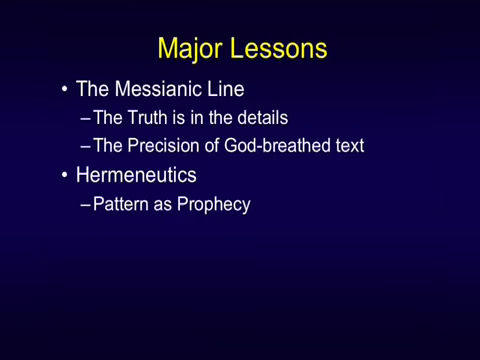 Major Lessons
• The Messianic Line
–The Truth is in the details
–The Precision of God-breathed text
• Hermeneutics
–Pattern as Prophecy